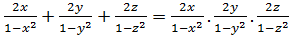 2x/(1−x²) + 2y/(1−y²) + 2z/(1−z²) = 2x/(1−x²) . 2y/(1−y²) . 2z/(1−z²)